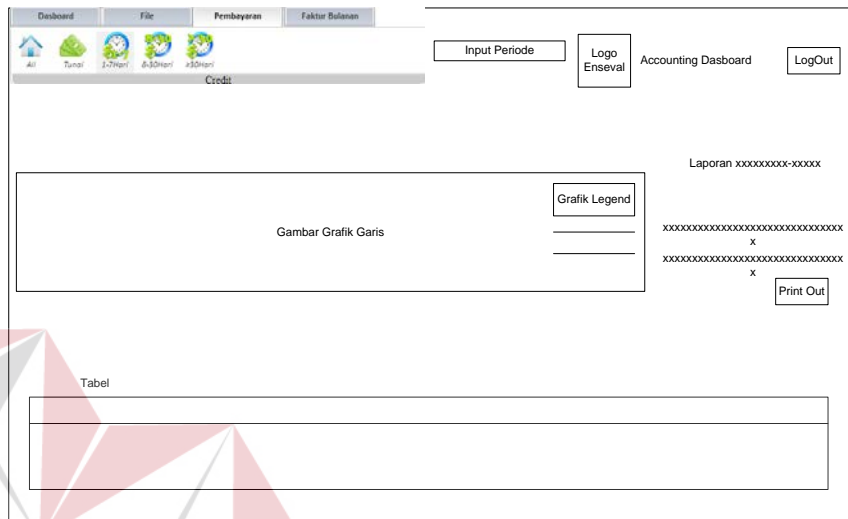 Dasboard
File
Pembayaran
Faktur Bulanan
All
Tunai
1-7Hari
8-30Hari
≥30Hari
Credit
Input Periode
Logo
Enseval
Accounting Dasboard
LogOut
Laporan xxxxxxxxx-xxxxx
Grafik Legend
Gambar Grafik Garis
xxxxxxxxxxxxxxxxxxxxxxxxxxxxxxx
x
xxxxxxxxxxxxxxxxxxxxxxxxxxxxxxx
x
Print Out
Tabel